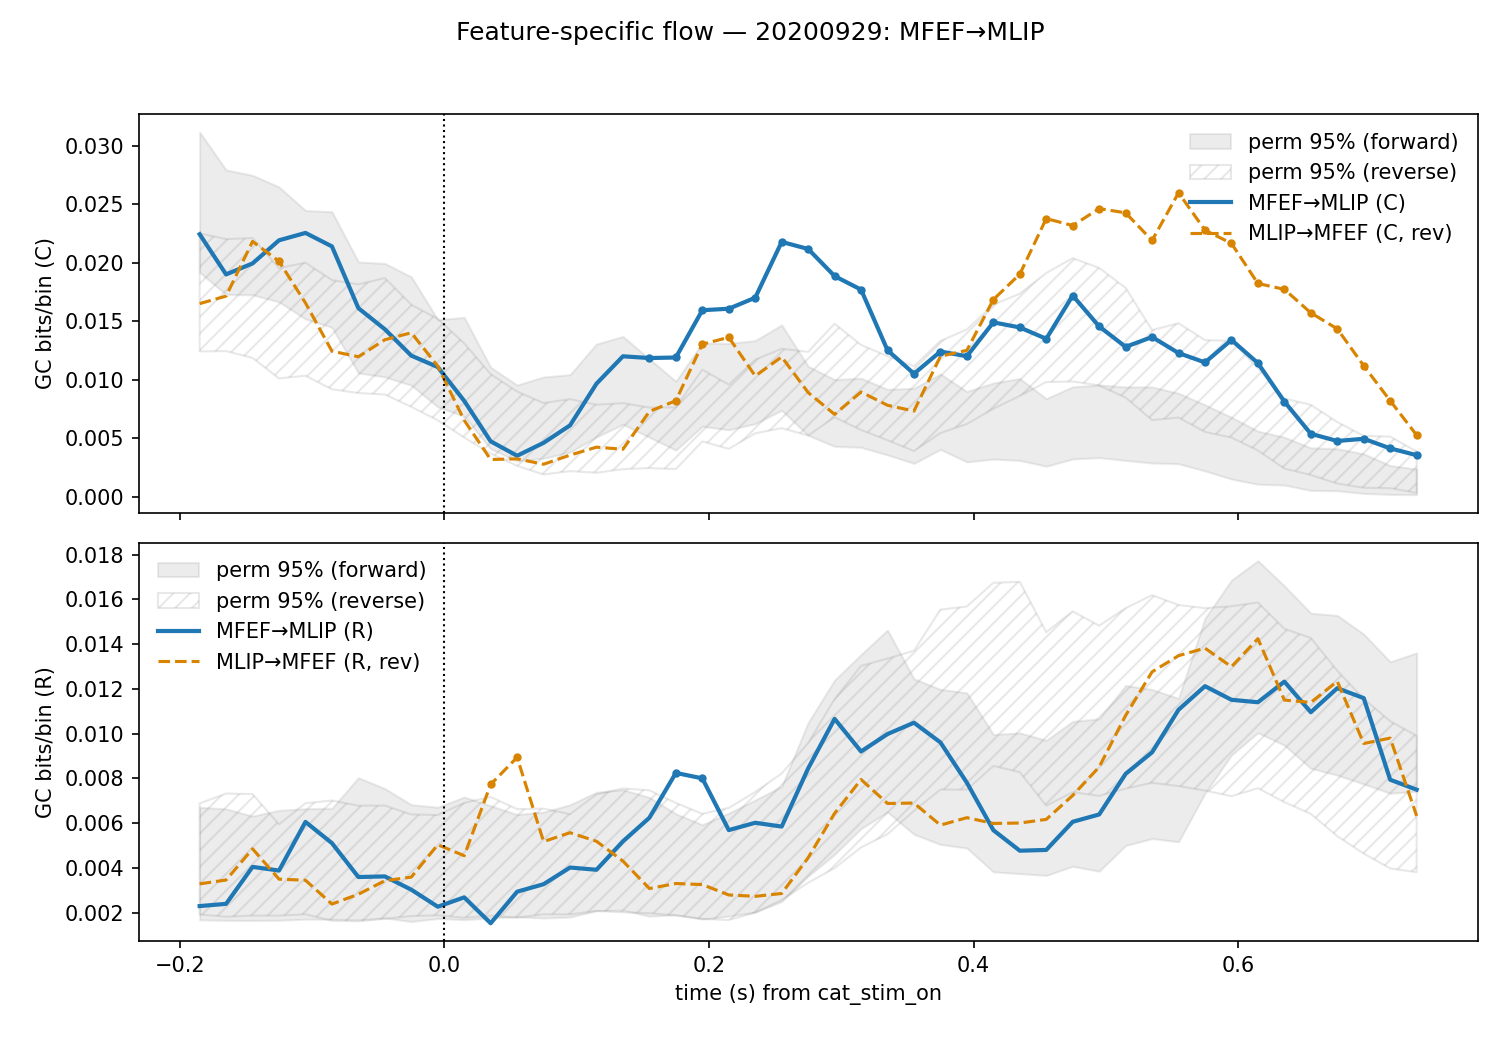 Feature-specific flow — 20200929: MFEF→MLIP
GC bits/bin (C)
0.030
0.025
0.020
0.015
0.010
0.005
0.000
perm 95% (forward)
perm 95% (reverse)
MFEF→MLIP (C)
MLIP→MFEF (C, rev)
GC bits/bin (R)
0.018
0.016
0.014
0.012
0.010
0.008
0.006
0.004
0.002
perm 95% (forward)
perm 95% (reverse)
MFEF→MLIP (R)
MLIP→MFEF (R, rev)
−0.2
0.0
0.2
0.4
0.6
time (s) from cat_stim_on